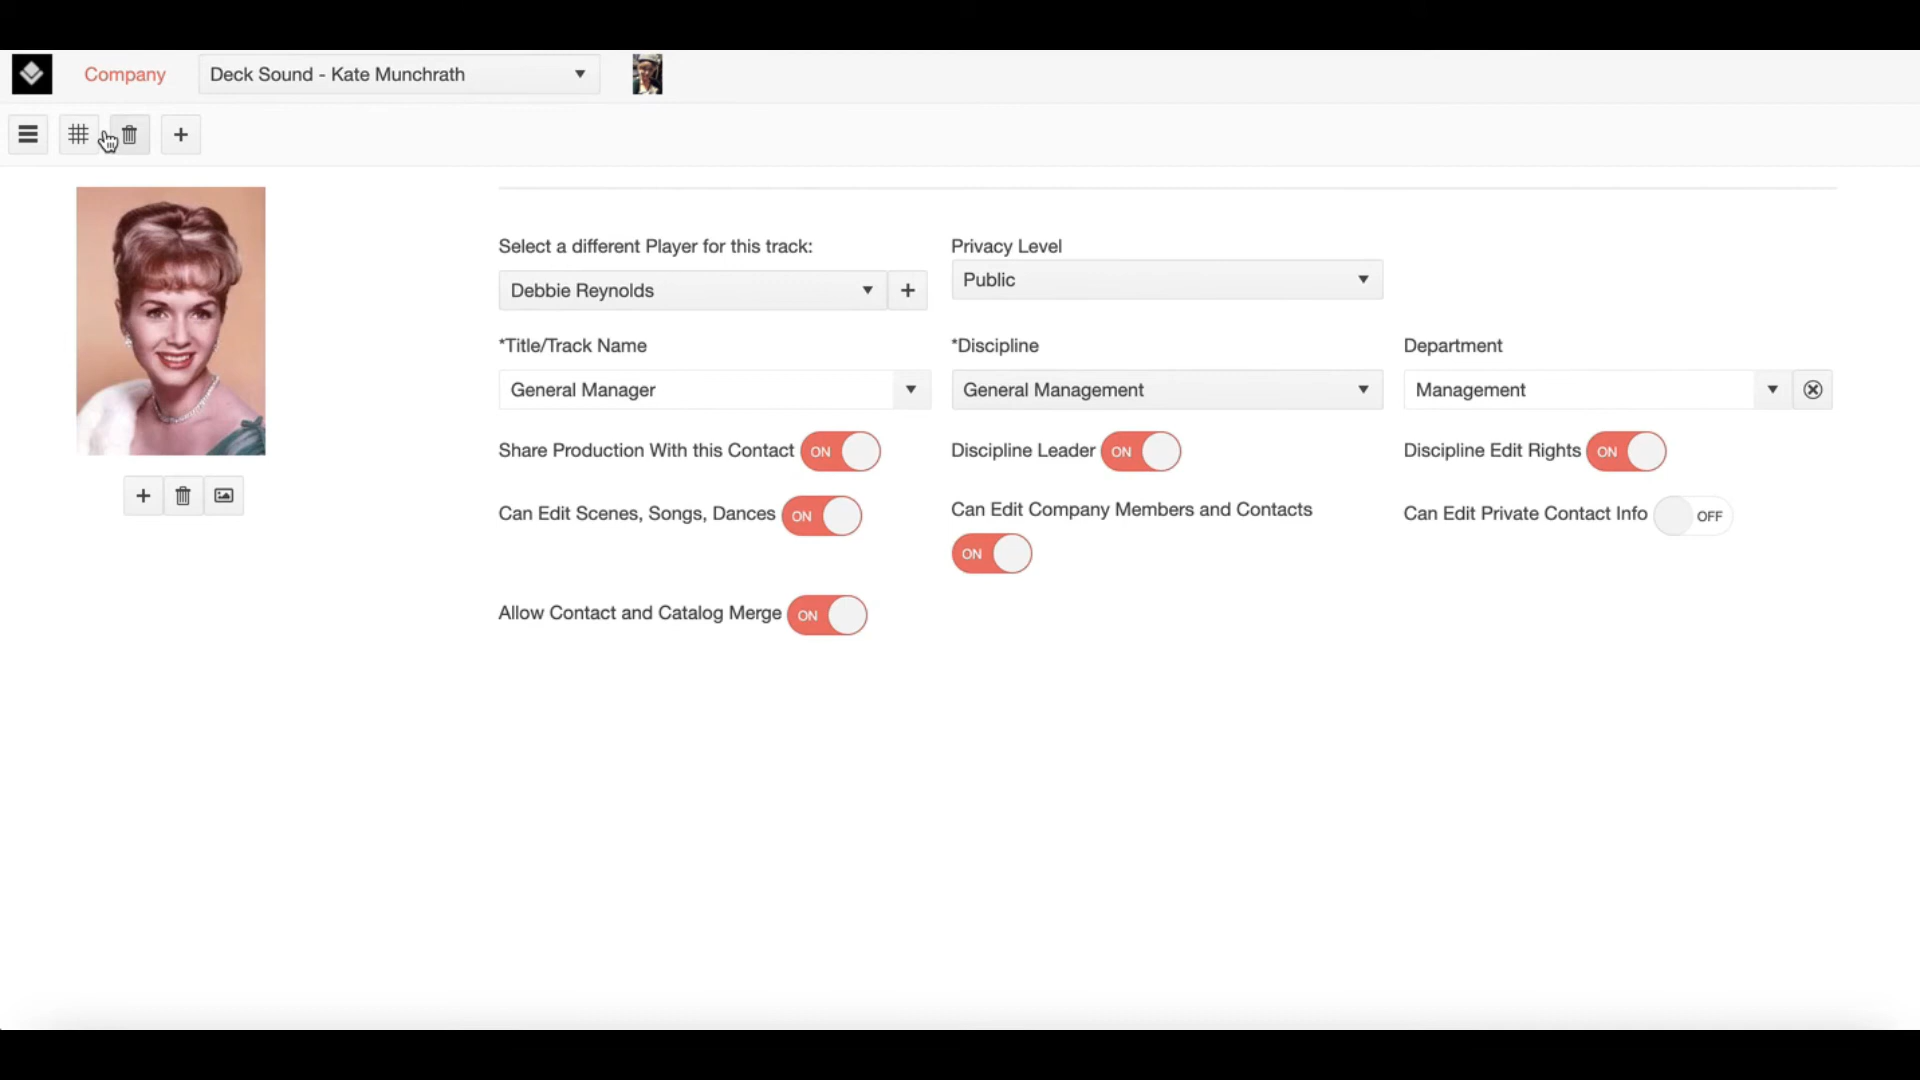 Company
Deck Sound - Kate Munchrath
Select a different Player for this track:
Privacy Level
Debbie Reynolds
Public
*Title/Track Name
*Discipline
Department
General Manager
General Management
Management
Share Production With this Contact ON
Discipline Leader ON
Discipline Edit Rights ON
Can Edit Scenes, Songs, Dances ON
Can Edit Company Members and Contacts
ON
Can Edit Private Contact Info OFF
Allow Contact and Catalog Merge ON